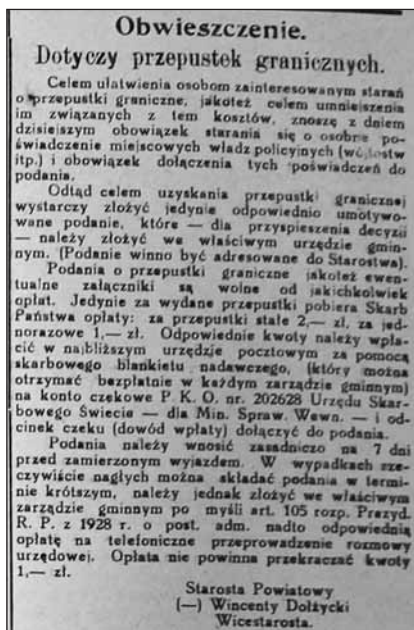 Obwieszczenie.
Dotyczy przepustek granicznych.
Celem ułatwienia osobom zainteresowanym starań
o przepustki graniczne, jakoteż celem umniejszenia
im związanych z tem kosztów, znoszę z dniem
dzisiejszym obowiązek starania się o osobne po-
świadczenie miejscowych władz policyjnych (wójtostw
itp.) i obowiązek dołączenia tych poświadczeń do
podania.
Odtąd celem uzyskania przepustki granicznej
wystarczy złożyć jedynie odpowiednio umotywo-
wane podanie, które — dla przyspieszenia decyzji
— należy złożyć we właściwym urzędzie gmin-
nym. (Podanie winno być adresowane do Starostwa).
Podania o przepustki graniczne jakoteż ewen-
tualne załączniki są wolne od jakichkolwiek
opłat. Jedynie za wydane przepustki pobiera Skarb
Państwa opłaty: za przepustki stałe 2,— zł, za jed-
norazowe 1,— zł. Odpowiednie kwoty należy wpła-
cić w najbliższym urzędzie pocztowym za pomocą
skarbowego blankietu nadawczego, (który można
otrzymać bezpłatnie w każdym zarządzie gminnym)
na konto czekowe P. K. O. nr. 202628 Urzędu Skar-
bowego Świecie — dla Min. Spraw. Wewn. — i od-
cinek czeku (dowód wpłaty) dołączyć do podania.
Podania należy wnosić zasadniczo na 7 dni
przed zamierzonym wyjazdem. W wypadkach rze-
czywiście nagłych można składać podania w termi-
nie krótszym, należy jednak złożyć we właściwym
zarządzie gminnym po myśli art. 105 rozp. Prezyd.
R. P. z 1928 r. o post. adm. nadto odpowiednią
opłatę na telefoniczne przeprowadzenie rozmowy
urzędowej. Opłata nie powinna przekraczać kwoty
1,— zł.
Starosta Powiatowy
(—) Wincenty Dołżycki
Wicestarosta.